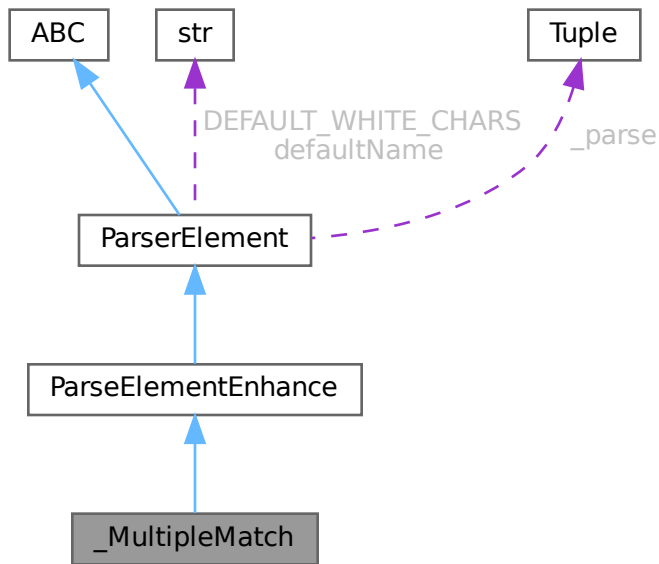 ABC
str
Tuple
DEFAULT_WHITE_CHARS
defaultName
_parse
ParserElement
ParseElementEnhance
_MultipleMatch